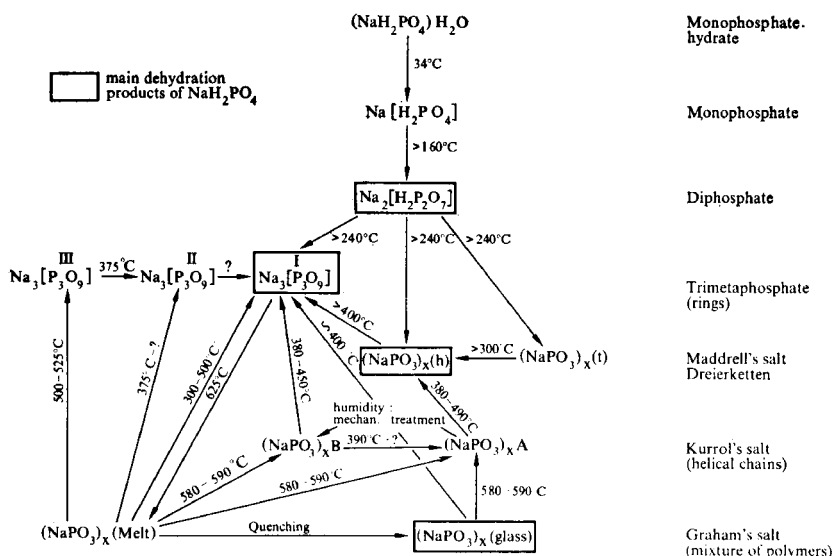 (NaH₂PO₄) H₂O
Monophosphate-
hydrate
34°C
main dehydration
products of NaH₂PO₄
Na [H₂PO₄]
Monophosphate
>160°C
Na₂[H₂P₂O₇]
Diphosphate
>240°C
>240°C
>240°C
III
II
I
Na₃[P₃O₉]
375°C
Na₃[P₃O₉]
?
Na₃[P₃O₉]
Trimetaphosphate
(rings)
>400°C
(NaPO₃)ₓ(h)
>300°C
(NaPO₃)ₓ(t)
Maddrell's salt
Dreierketten
500-525°C
375°C-?
300-500°C
625°C
380-450°C
400°C
380-490°C
humidity:
mechan. treatment
(NaPO₃)ₓB
390°C-?
(NaPO₃)ₓA
Kurrol's salt
(helical chains)
580-590°C
580-590°C
580-590 C
(NaPO₃)ₓ(Melt)
Quenching
(NaPO₃)ₓ(glass)
Graham's salt
(mixture of polymers)